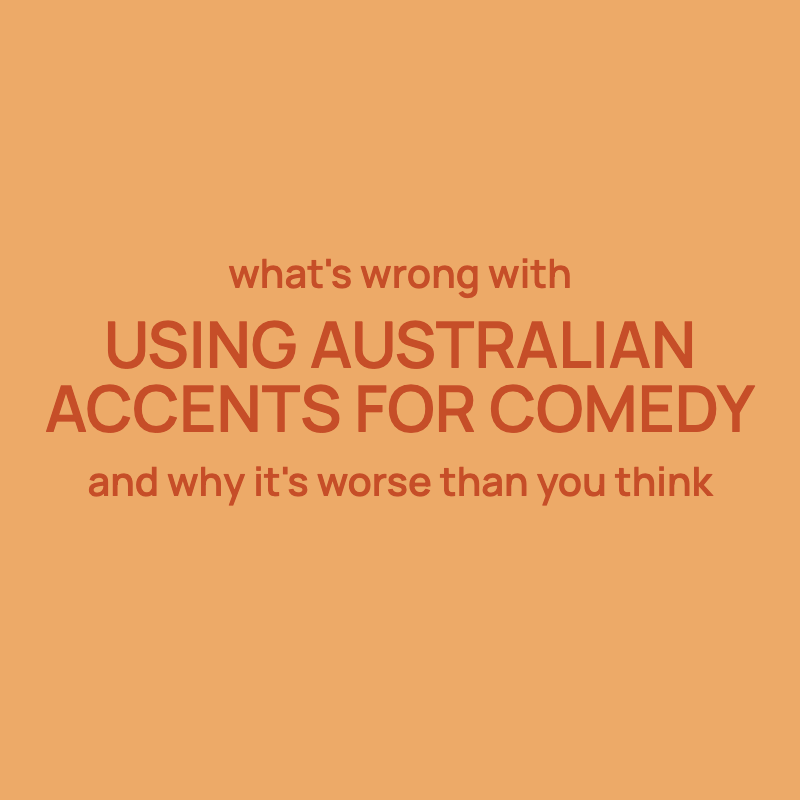 what's wrong with
USING AUSTRALIAN
ACCENTS FOR COMEDY
and why it's worse than you think